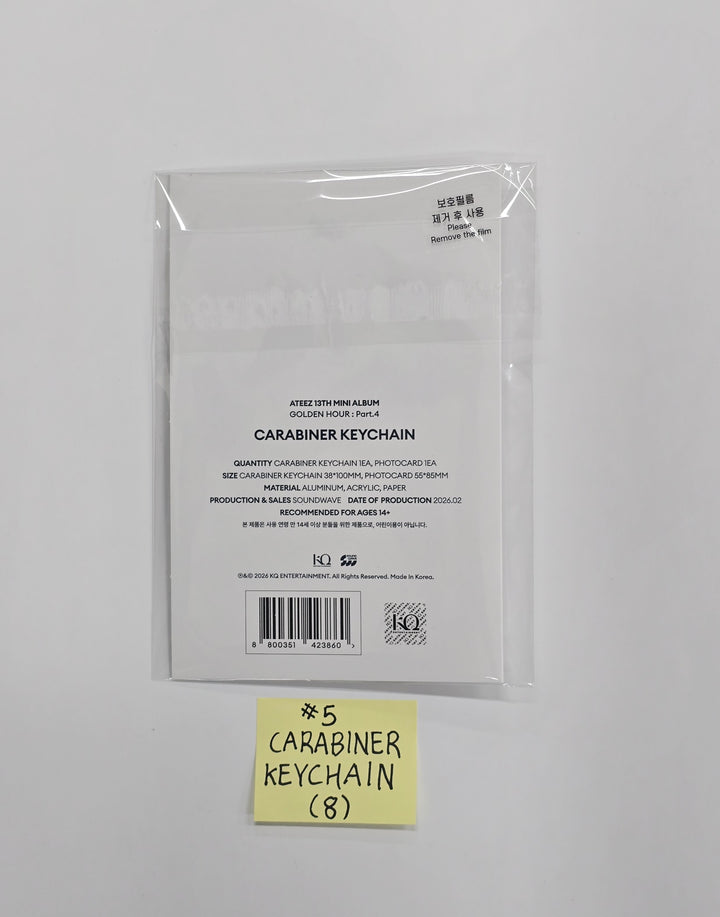 보호필름
제거 후 사용
Please
Remove the film
ATEEZ 13TH MINI ALBUM
GOLDEN HOUR : Part.4
CARABINER KEYCHAIN
QUANTITY CARABINER KEYCHAIN 1EA, PHOTOCARD 1EA
SIZE CARABINER KEYCHAIN 38*100MM, PHOTOCARD 55*85MM
MATERIAL ALUMINUM, ACRYLIC, PAPER
PRODUCTION & SALES SOUNDWAVE DATE OF PRODUCTION 2026.02
RECOMMENDED FOR AGES 14+
본 제품은 사용 연령 만 14세 이상 분들을 위한 제품으로, 어린이용이 아닙니다.
KQ
℗&© 2026 KQ ENTERTAINMENT. All Rights Reserved. Made in Korea.
8 800351 423860 >
KQ
ENTERTAINMENT
#5
CARABINER
KEYCHAIN
(8)